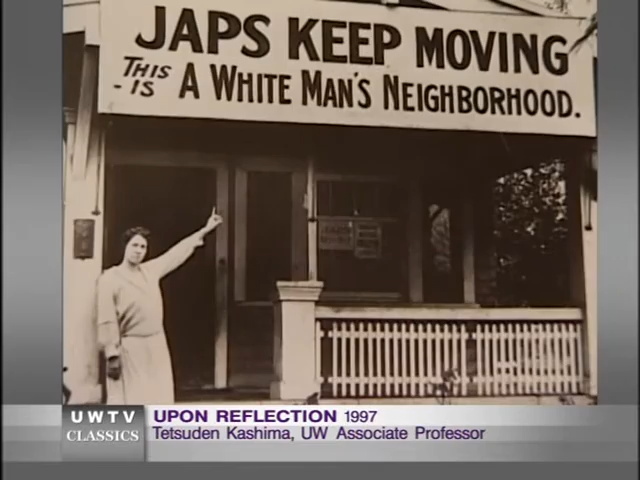 JAPS KEEP MOVING
THIS
- IS A WHITE MAN'S NEIGHBORHOOD.
UWTV
CLASSICS
UPON REFLECTION 1997
Tetsuden Kashima, UW Associate Professor